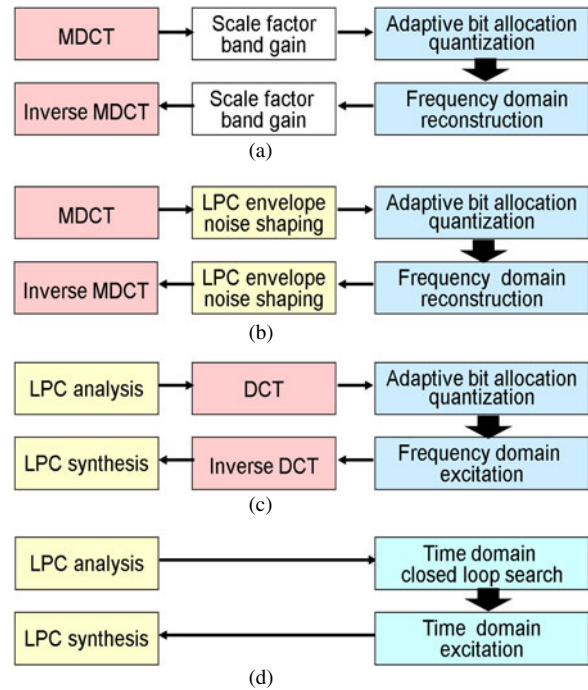 MDCT
Scale factor
band gain
Adaptive bit allocation
quantization
Inverse MDCT
Scale factor
band gain
Frequency domain
reconstruction
(a)
MDCT
LPC envelope
noise shaping
Adaptive bit allocation
quantization
Inverse MDCT
LPC envelope
noise shaping
Frequency domain
reconstruction
(b)
LPC analysis
DCT
Adaptive bit allocation
quantization
LPC synthesis
Inverse DCT
Frequency domain
excitation
(c)
LPC analysis
Time domain
closed loop search
LPC synthesis
Time domain
excitation
(d)